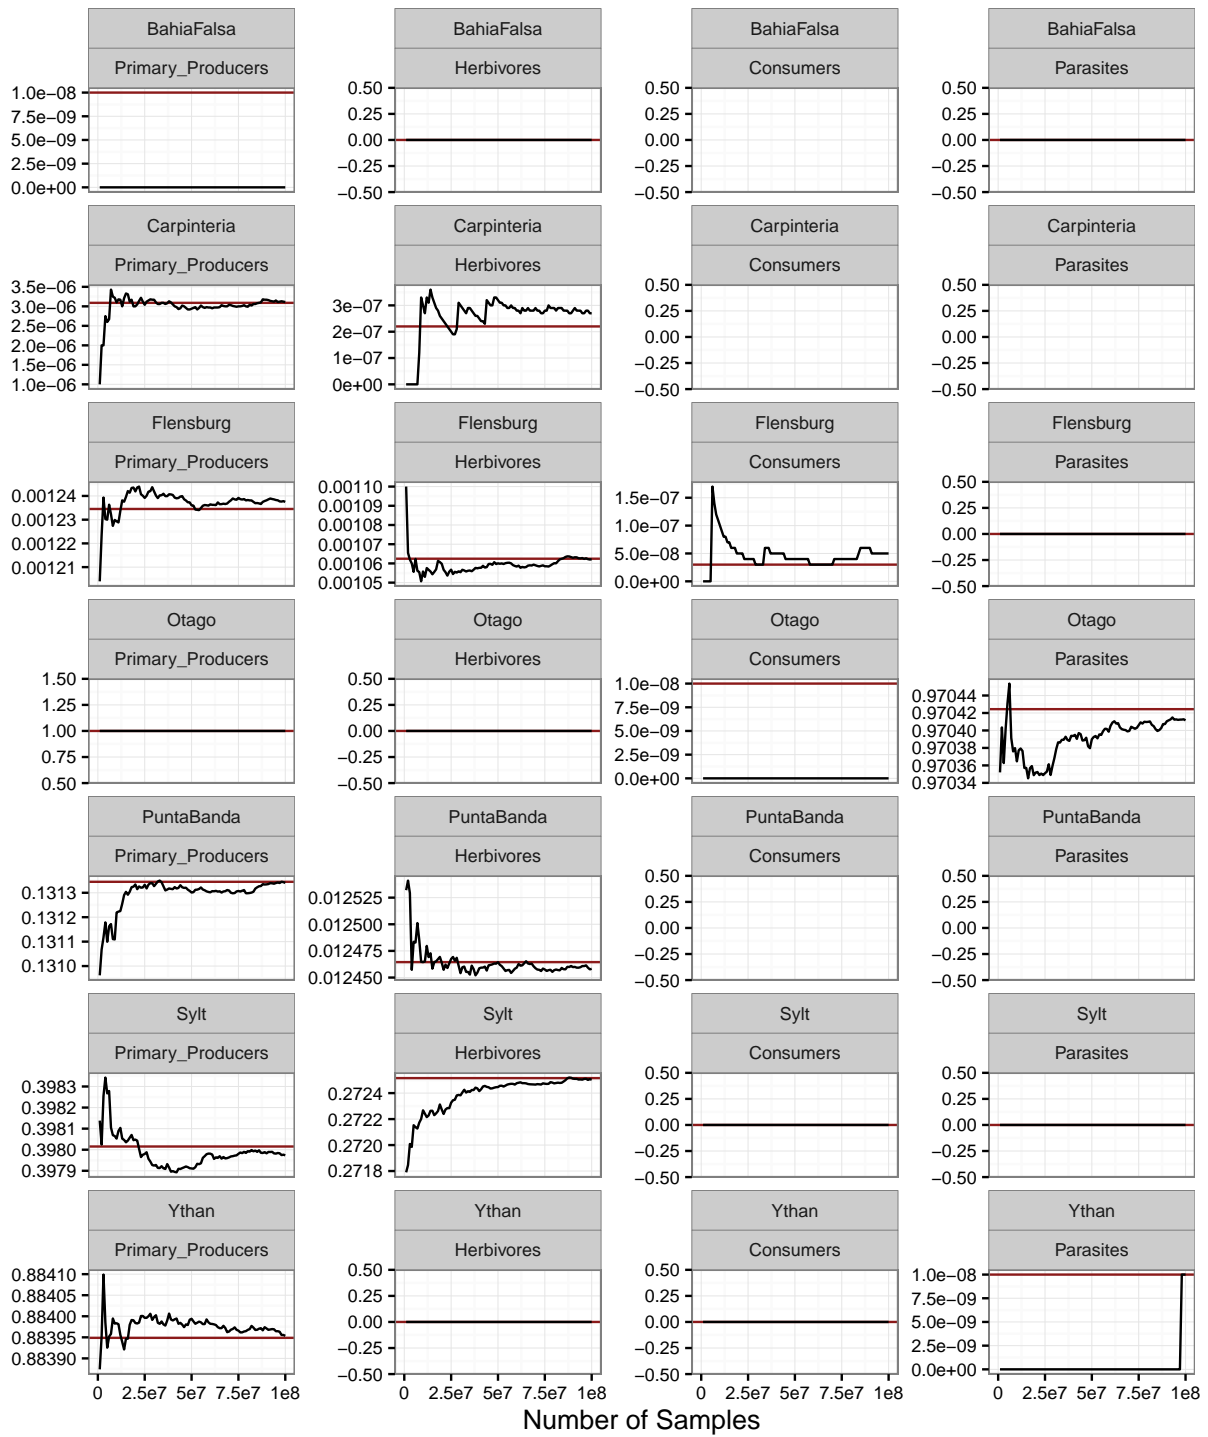 BahiaFalsa BahiaFalsa BahiaFalsa BahiaFalsa
Primary_Producers Herbivores Consumers Parasites
1.0e−08 0.50 0.50 0.50
7.5e−09 0.25 0.25 0.25
5.0e−09 0.00 0.00 0.00
2.5e−09 −0.25 −0.25 −0.25
0.0e+00 −0.50 −0.50 −0.50
Carpinteria Carpinteria Carpinteria Carpinteria
Primary_Producers Herbivores Consumers Parasites
3.5e−06 0.50 0.50
3.0e−06 3e−07 0.25 0.25
2.5e−06 2e−07 0.00 0.00
2.0e−06 1e−07 −0.25 −0.25
1.5e−06 0e+00 −0.50 −0.50
1.0e−06
Flensburg Flensburg Flensburg Flensburg
Primary_Producers Herbivores Consumers Parasites
0.00124 0.00110 1.5e−07 0.50
0.00123 0.00109 1.0e−07 0.25
0.00122 0.00108 5.0e−08 0.00
0.00121 0.00107 0.0e+00 −0.25
0.00106 −0.50
0.00105
Otago Otago Otago Otago
Primary_Producers Herbivores Consumers Parasites
1.50 0.50 1.0e−08 0.97044
1.25 0.25 7.5e−09 0.97042
1.00 0.00 5.0e−09 0.97040
0.75 −0.25 2.5e−09 0.97038
0.50 −0.50 0.0e+00 0.97036
0.97034
PuntaBanda PuntaBanda PuntaBanda PuntaBanda
Primary_Producers Herbivores Consumers Parasites
0.1313 0.012525 0.50 0.50
0.1312 0.012500 0.25 0.25
0.1311 0.012475 0.00 0.00
0.1310 0.012450 −0.25 −0.25
−0.50 −0.50
Sylt Sylt Sylt Sylt
Primary_Producers Herbivores Consumers Parasites
0.3983 0.2724 0.50 0.50
0.3982 0.2722 0.25 0.25
0.3981 0.2720 0.00 0.00
0.3980 0.2718 −0.25 −0.25
0.3979 −0.50 −0.50
Ythan Ythan Ythan Ythan
Primary_Producers Herbivores Consumers Parasites
0.88410 0.50 0.50 1.0e−08
0.88400 0.25 0.25 7.5e−09
0.88395 0.00 0.00 5.0e−09
0.88390 −0.25 −0.25 2.5e−09
−0.50 −0.50 0.0e+00
0 2.5e7 5e7 7.5e7 1e8 0 2.5e7 5e7 7.5e7 1e8 0 2.5e7 5e7 7.5e7 1e8 0 2.5e7 5e7 7.5e7 1e8
Number of Samples